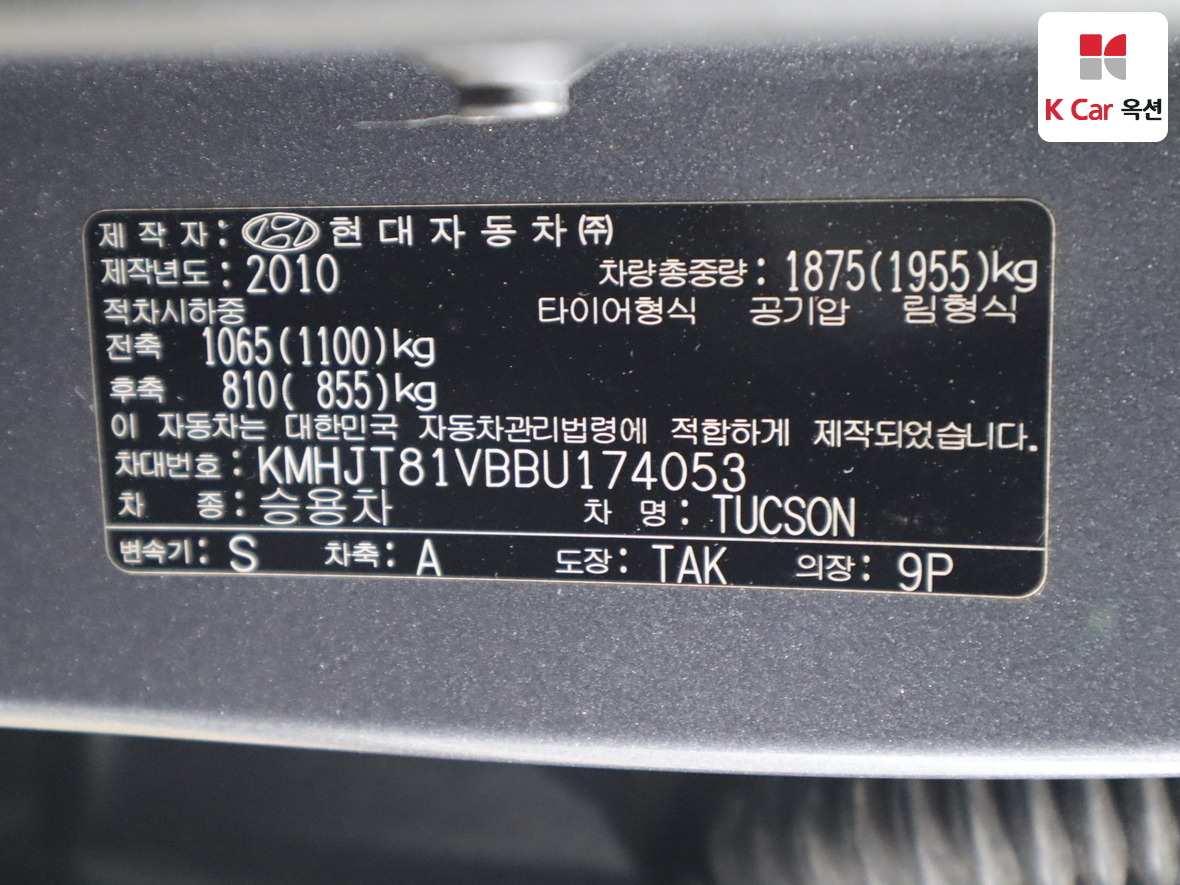 K Car 옥션
제 작 자 : 현 대 자 동 차 ㈜
제작년도 : 2010 차량총중량 : 1875(1955)kg
적차시하중 타이어형식 공기압 림형식
전축 1065(1100)kg
후축 810( 855)kg
이 자동차는 대한민국 자동차관리법령에 적합하게 제작되었습니다.
차대번호 : KMHJT81VBBU174053
차 종 : 승용차 차 명 : TUCSON
변속기 : S 차축 : A 도장 : TAK 의장 : 9P